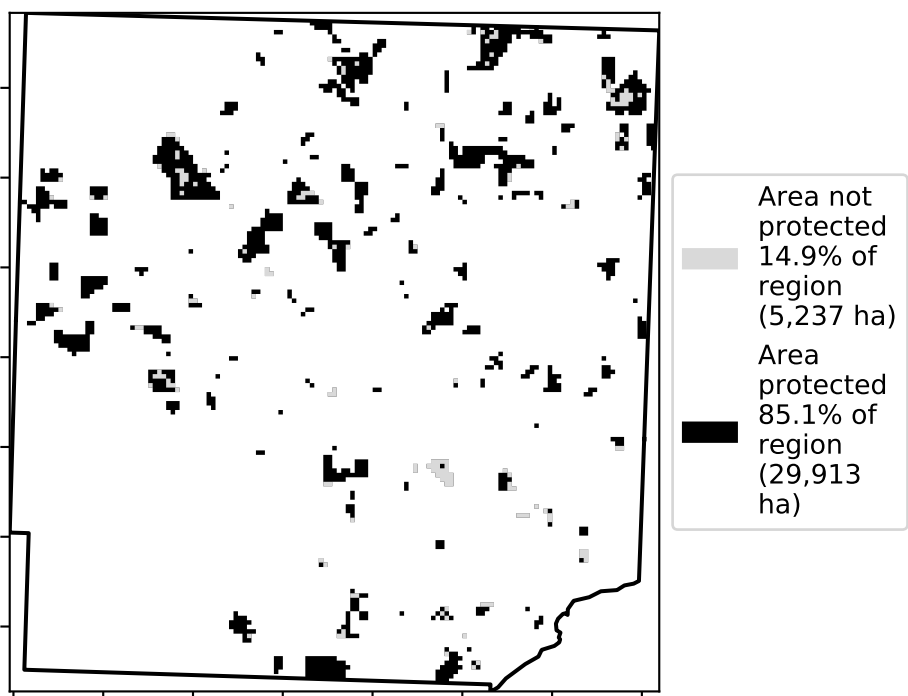 Area not
protected
14.9% of
region
(5,237 ha)
Area
protected
85.1% of
region
(29,913
ha)